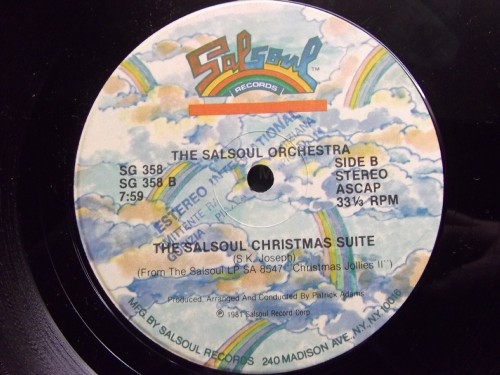 Salsoul
TM
RECORDS
THE SALSOUL ORCHESTRA
SG 358
SG 358 B
7:59
SIDE B
STEREO
ASCAP
33⅓ RPM
ESTEREO
THE SALSOUL CHRISTMAS SUITE
(S.K. Joseph)
(From The Salsoul LP SA 8547 "Christmas Jollies II")
Produced, Arranged And Conducted By Patrick Adams
℗ 1981 Salsoul Record Corp.
MFG BY SALSOUL RECORDS 240 MADISON AVE., NY, NY, 10016